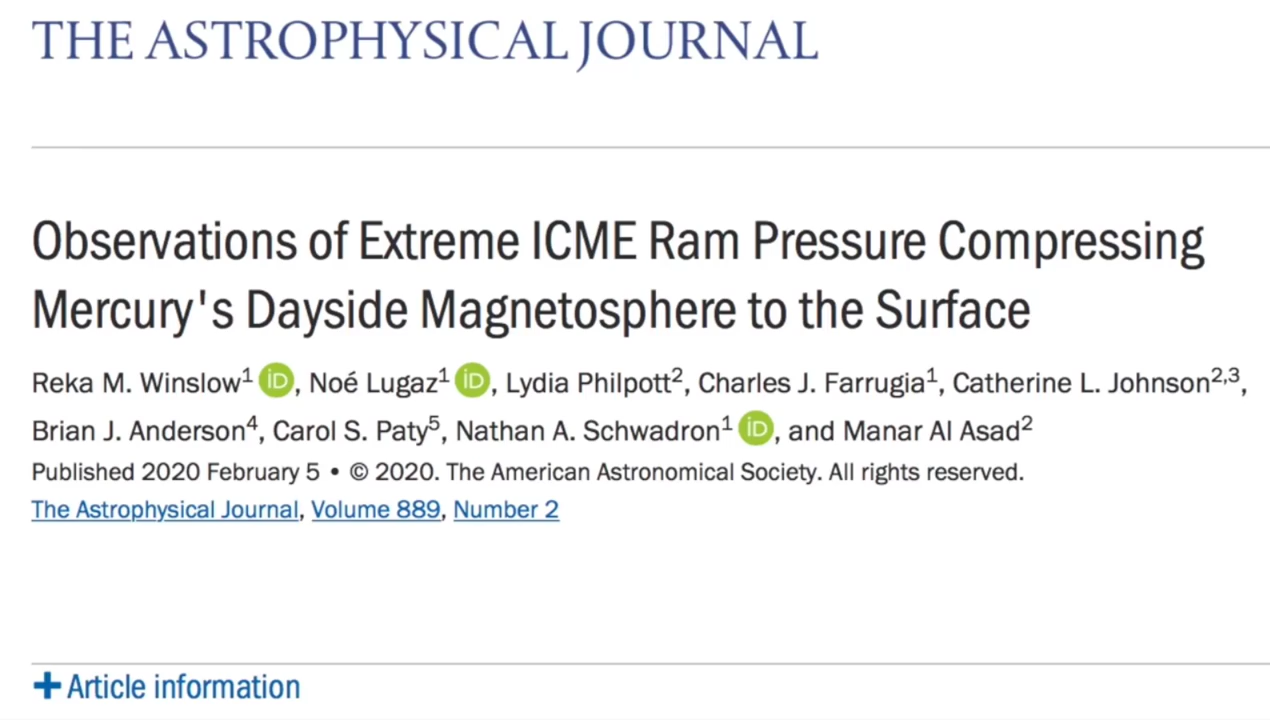 THE ASTROPHYSICAL JOURNAL
Observations of Extreme ICME Ram Pressure Compressing
Mercury's Dayside Magnetosphere to the Surface
Reka M. Winslow1 iD, Noé Lugaz1 iD, Lydia Philpott2, Charles J. Farrugia1, Catherine L. Johnson2,3,
Brian J. Anderson4, Carol S. Paty5, Nathan A. Schwadron1 iD, and Manar Al Asad2
Published 2020 February 5 • © 2020. The American Astronomical Society. All rights reserved.
The Astrophysical Journal, Volume 889, Number 2
+ Article information